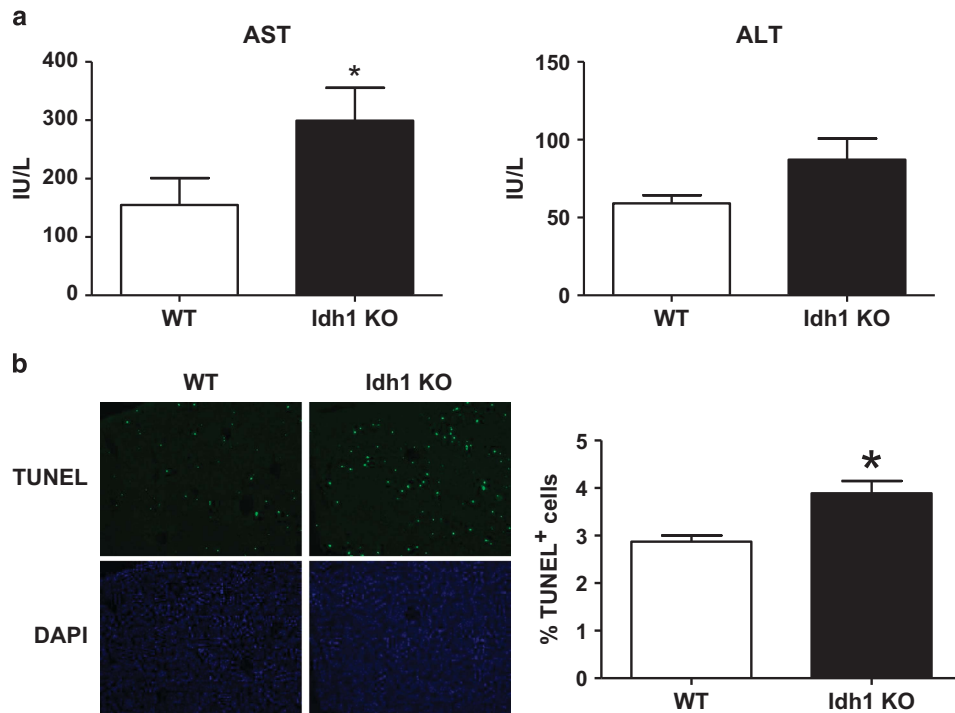 a
AST
400
300
200
100
0
IU/L
*
WT
Idh1 KO
ALT
150
100
50
0
IU/L
WT
Idh1 KO
b
WT
Idh1 KO
TUNEL
DAPI
5
4
3
2
1
0
% TUNEL+ cells
*
WT
Idh1 KO